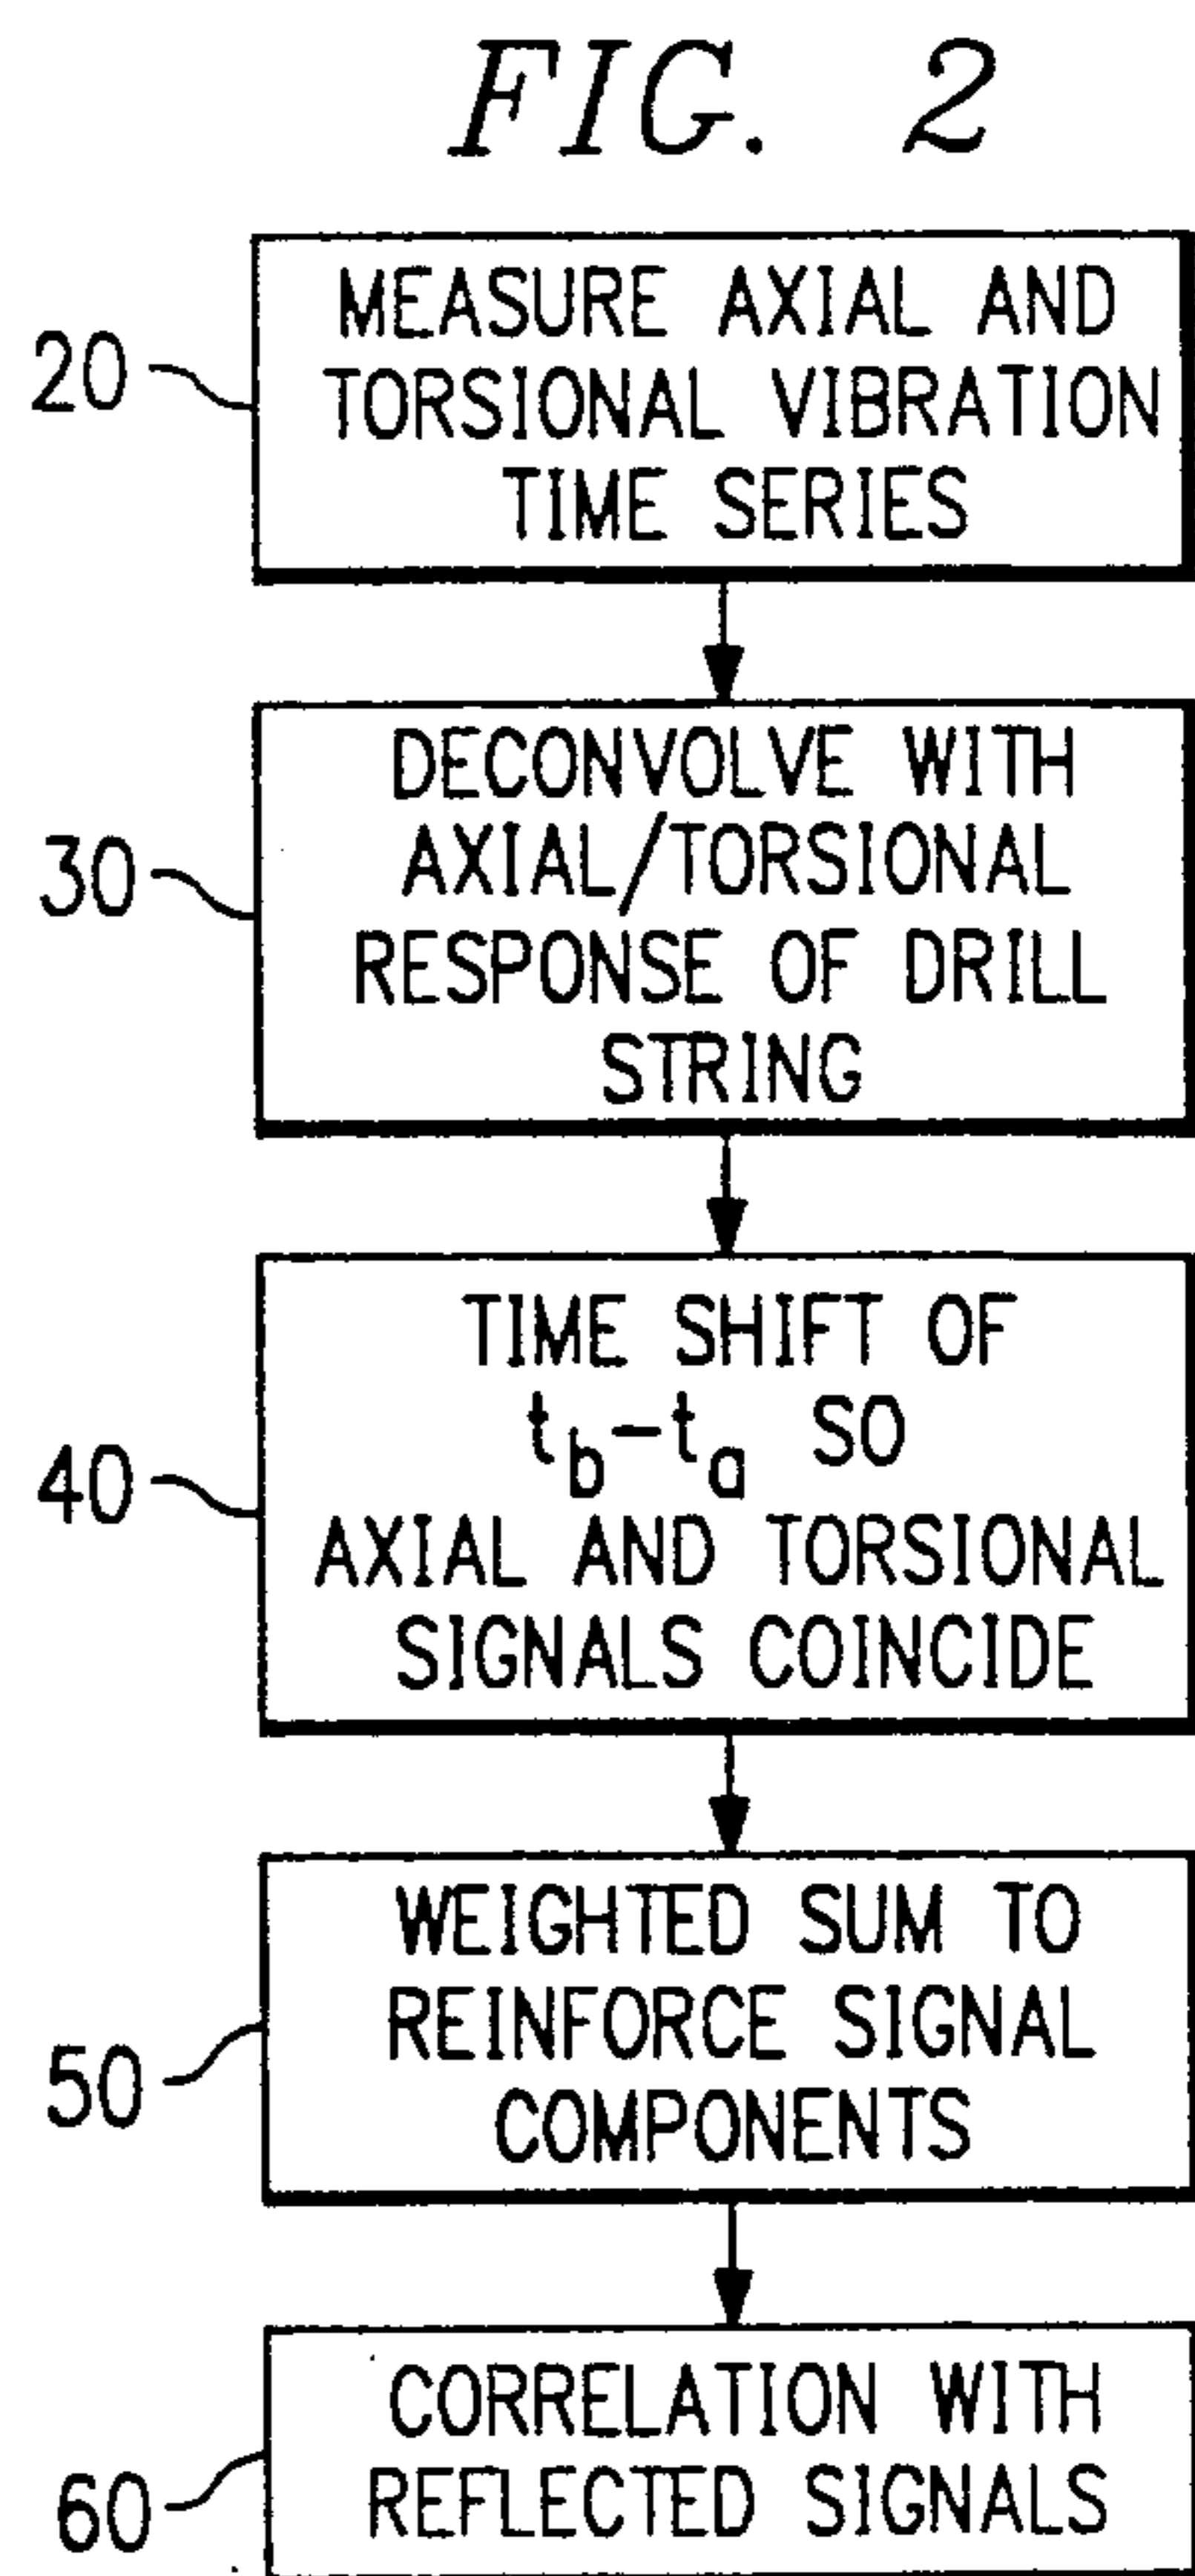 FIG. 2
20
MEASURE AXIAL AND
TORSIONAL VIBRATION
TIME SERIES
30
DECONVOLVE WITH
AXIAL/TORSIONAL
RESPONSE OF DRILL
STRING
40
TIME SHIFT OF
t_b-t_a SO
AXIAL AND TORSIONAL
SIGNALS COINCIDE
50
WEIGHTED SUM TO
REINFORCE SIGNAL
COMPONENTS
60
CORRELATION WITH
REFLECTED SIGNALS